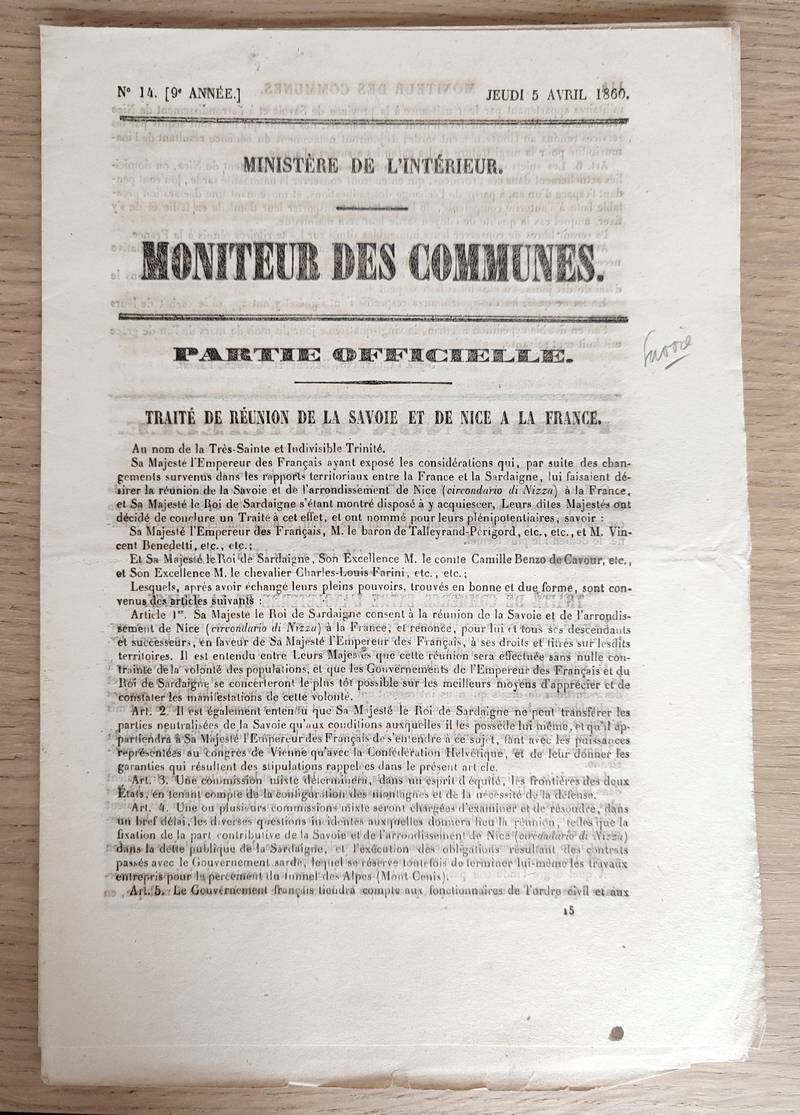 N° 14. [9e ANNÉE.]
JEUDI 5 AVRIL 1860.
MINISTÈRE DE L'INTÉRIEUR.
MONITEUR DES COMMUNES.
PARTIE OFFICIELLE.
Savoie
TRAITÉ DE RÉUNION DE LA SAVOIE ET DE NICE A LA FRANCE.
Au nom de la Très-Sainte et Indivisible Trinité.
Sa Majesté l'Empereur des Français ayant exposé les considérations qui, par suite des chan-
gements survenus dans les rapports territoriaux entre la France et la Sardaigne, lui faisaient dé-
sirer la réunion de la Savoie et de l'arrondissement de Nice (circondario di Nizza) à la France,
et Sa Majesté le Roi de Sardaigne s'étant montré disposé à y acquiescer, Leurs dites Majestés ont
décidé de conclure un Traité à cet effet, et ont nommé pour leurs plénipotentiaires, savoir :
Sa Majesté l'Empereur des Français, M. le baron de Talleyrand-Périgord, etc., etc., et M. Vin-
cent Benedetti, etc., etc.;
Et Sa Majesté le Roi de Sardaigne, Son Excellence M. le comte Camille Benzo de Cavour, etc.,
et Son Excellence M. le chevalier Charles-Louis Farini, etc., etc.;
Lesquels, après avoir échangé leurs pleins pouvoirs, trouvés en bonne et due forme, sont con-
venus des articles suivants :
Article 1er. Sa Majesté le Roi de Sardaigne consent à la réunion de la Savoie et de l'arrondis-
sement de Nice (circondario di Nizza) à la France, et renonce, pour lui et tous ses descendants
et successeurs, en faveur de Sa Majesté l'Empereur des Français, à ses droits et titres sur lesdits
territoires. Il est entendu entre Leurs Majestés que cette réunion sera effectuée sans nulle con-
trainte de la volonté des populations, et que les Gouvernements de l'Empereur des Français et du
Roi de Sardaigne se concerteront le plus tôt possible sur les meilleurs moyens d'apprécier et de
constater les manifestations de cette volonté.
Art. 2. Il est également entendu que Sa Majesté le Roi de Sardaigne ne peut transférer les
parties neutralisées de la Savoie qu'aux conditions auxquelles il les possède lui même, et qu'il ap-
partiendra à Sa Majesté l'Empereur des Français de s'entendre à ce sujet, tant avec les puissances
représentées au congrès de Vienne qu'avec la Confédération Helvétique, et de leur donner les
garanties qui résultent des stipulations rappelées dans le présent article.
Art. 3. Une commission mixte déterminera, dans un esprit d'équité, les frontières des deux
États, en tenant compte de la configuration des montagnes et de la nécessité de la défense.
Art. 4. Une ou plusieurs commissions mixte seront chargées d'examiner et de résoudre, dans
un bref délai, les diverses questions incidentes auxquelles donnera lieu la réunion, telles que la
fixation de la part contributive de la Savoie et de l'arrondissement de Nice (circondario di Nizza)
dans la dette publique de la Sardaigne, et l'exécution des obligations résultant des contrats
passés avec le Gouvernement sarde, lequel se réserve toutefois de terminer lui-même les travaux
entrepris pour le percement du tunnel des Alpes (Mont Cenis).
Art. 5. Le Gouvernement français tiendra compte aux fonctionnaires de l'ordre civil et aux
15